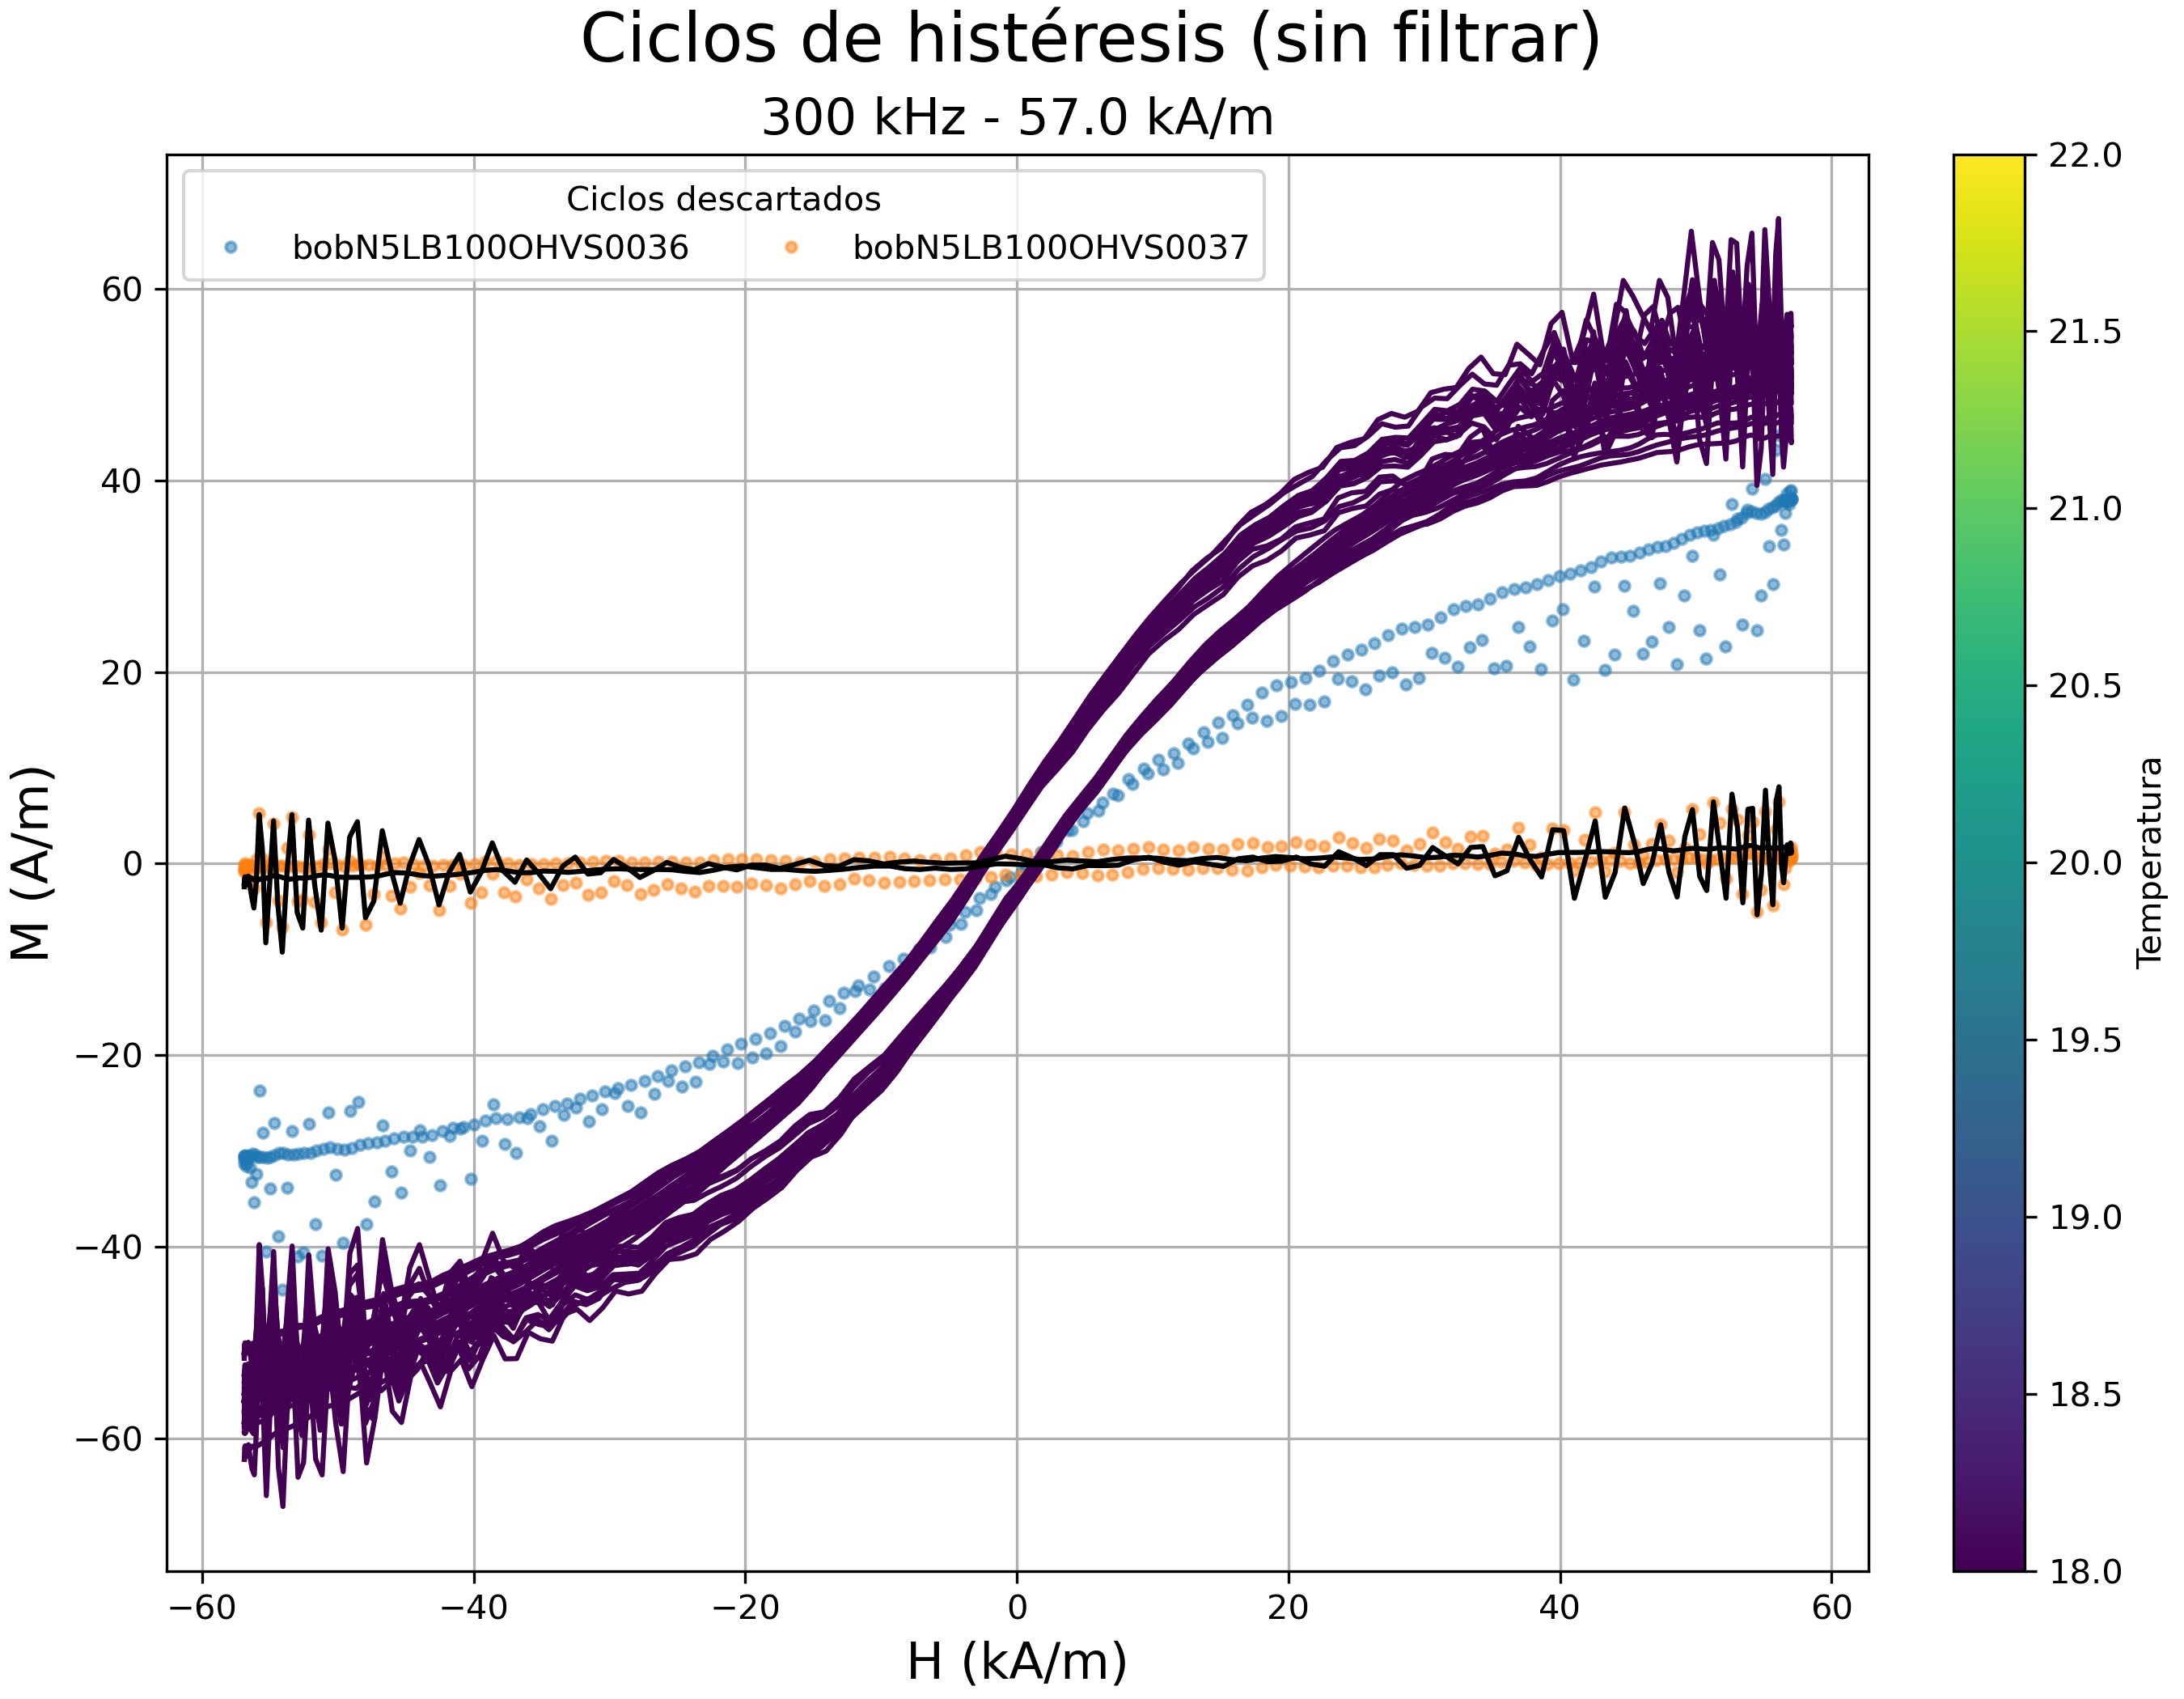 Ciclos de histéresis (sin filtrar)
300 kHz - 57.0 kA/m
Ciclos descartados
bobN5LB100OHVS0036 bobN5LB100OHVS0037
60
40
20
0
−20
−40
−60
M (A/m)
−60 −40 −20 0 20 40 60
H (kA/m)
22.0
21.5
21.0
20.5
20.0
19.5
19.0
18.5
18.0
Temperatura